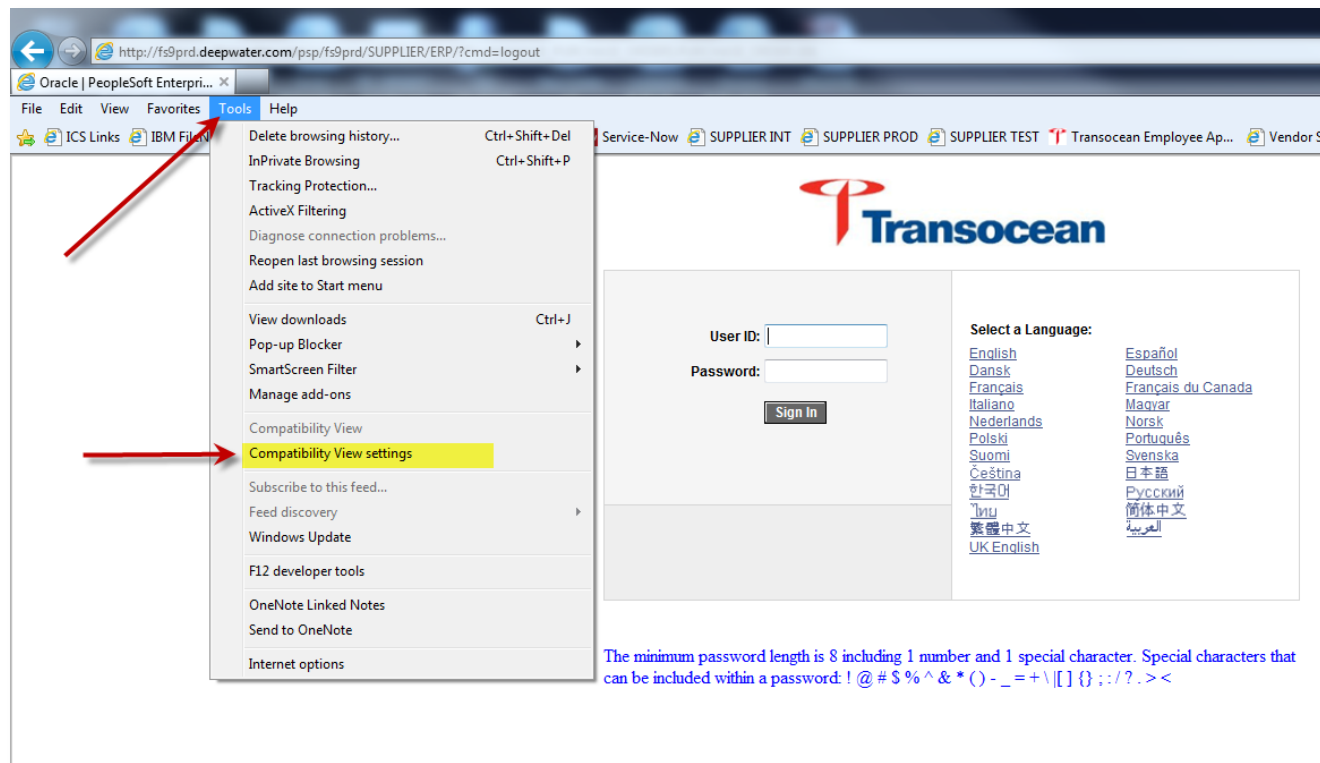 http://fs9prd.deepwater.com/psp/fs9prd/SUPPLIER/ERP/?cmd=logout
Oracle | PeopleSoft Enterpri...
File Edit View Favorites Tools Help
ICS Links IBM FileN Service-Now SUPPLIER INT SUPPLIER PROD SUPPLIER TEST Transocean Employee Ap... Vendor S
Delete browsing history... Ctrl+Shift+Del
InPrivate Browsing Ctrl+Shift+P
Tracking Protection...
ActiveX Filtering
Diagnose connection problems...
Reopen last browsing session
Add site to Start menu
View downloads Ctrl+J
Pop-up Blocker
SmartScreen Filter
Manage add-ons
Compatibility View
Compatibility View settings
Subscribe to this feed...
Feed discovery
Windows Update
F12 developer tools
OneNote Linked Notes
Send to OneNote
Internet options
Transocean
User ID:
Password:
Sign In
Select a Language:
English Español
Dansk Deutsch
Français Français du Canada
Italiano Magyar
Nederlands Norsk
Polski Português
Suomi Svenska
Čeština 日本語
한국어 Русский
ไทย 简体中文
繁體中文 العربية
UK English
The minimum password length is 8 including 1 number and 1 special character. Special characters that
can be included within a password: ! @ # $ % ^ & * ( ) - _ = + \ | [ ] { } ; : / ? . > <